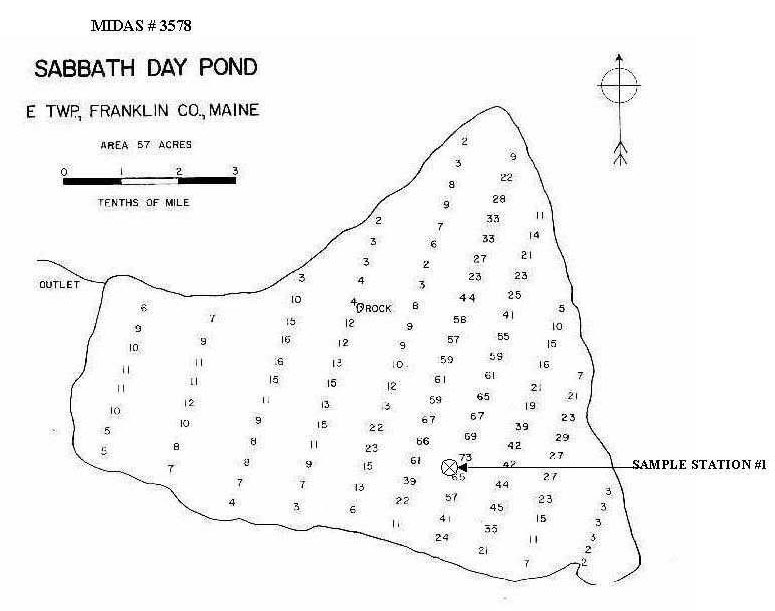 MIDAS # 3578
SABBATH DAY POND
E TWP., FRANKLIN CO., MAINE
AREA 57 ACRES
0 1 2 3
TENTHS OF MILE
2
3 9
8 22
9 28
2 7 33 11
3 6 33 14
3 2 27 21
3 4 3 23 23
OUTLET
10 4 ROCK 8 44 25 5
6 7 15 12 9 58 41 10
9 9 16 12 9 57 55 15
10 11 16 13 10 59 59 16
11 11 15 15 12 61 61 21 7
11 12 11 13 13 59 65 19 21
10 10 9 15 22 67 67 39 23
5 8 8 11 23 66 69 42 29
5 7 8 9 15 61 73 42 27
SAMPLE STATION #1
7 7 13 39 65 44 27
4 3 6 22 57 45 23 3
11 41 35 15 3
24 21 11 3
7 3
2
2